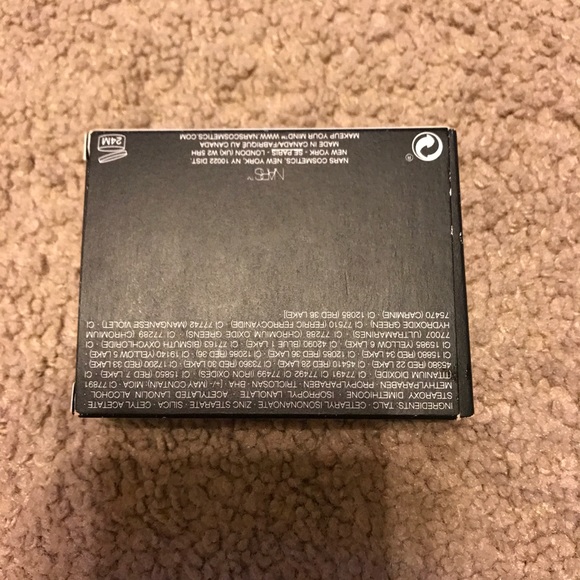 INGREDIENTS: TALC · CETEARYL ISONONANOATE · ZINC STEARATE · SILICA · CETYL ACETATE
STEAROXY DIMETHICONE · ISOPROPYL LANOLATE · ACETYLATED LANOLIN ALCOHOL
METHYLPARABEN · PROPYLPARABEN · TRICLOSAN · BHA · (+/- (MAY CONTAIN): MICA · CI 77891
(TITANIUM DIOXIDE) · CI 77491, CI 77492, CI 77499 (IRON OXIDES) · CI 15850 (RED 7 LAKE) · CI
45380 (RED 22 LAKE) · CI 45410 (RED 28 LAKE) · CI 73360 (RED 30 LAKE) · CI 17200 (RED 33 LAKE)
CI 15880 (RED 34 LAKE) · CI 12085 (RED 36) · CI 19140 (YELLOW 5 LAKE) · CI
15985 (YELLOW 6 LAKE) · CI 42090 (BLUE 1 LAKE) · CI 77163 (BISMUTH OXYCHLORIDE) · CI
77007 (ULTRAMARINES) · CI 77288 (CHROMIUM OXIDE GREENS) · CI 77289 (CHROMIUM
HYDROXIDE GREEN) · CI 77510 (FERRIC FERROCYANIDE) · CI 77742 (MANGANESE VIOLET) · CI
75470 (CARMINE) · CI 12085 (RED 36 LAKE)]
NARS™
NARS COSMETICS, NEW YORK, NY 10022 DIST.
NEW YORK - SE PARIS - LONDON (UK) W2 5RH
MADE IN CANADA/FABRIQUÉ AU CANADA
MAKEUP YOUR MIND™ WWW.NARSCOSMETICS.COM
®
24M